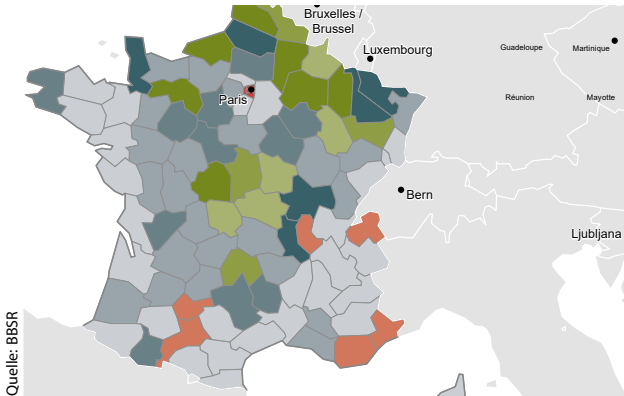 Bruxelles /
Brussel
Luxembourg
Guadeloupe
Martinique
Paris
Réunion
Mayotte
Bern
Ljubljana
Quelle: BBSR